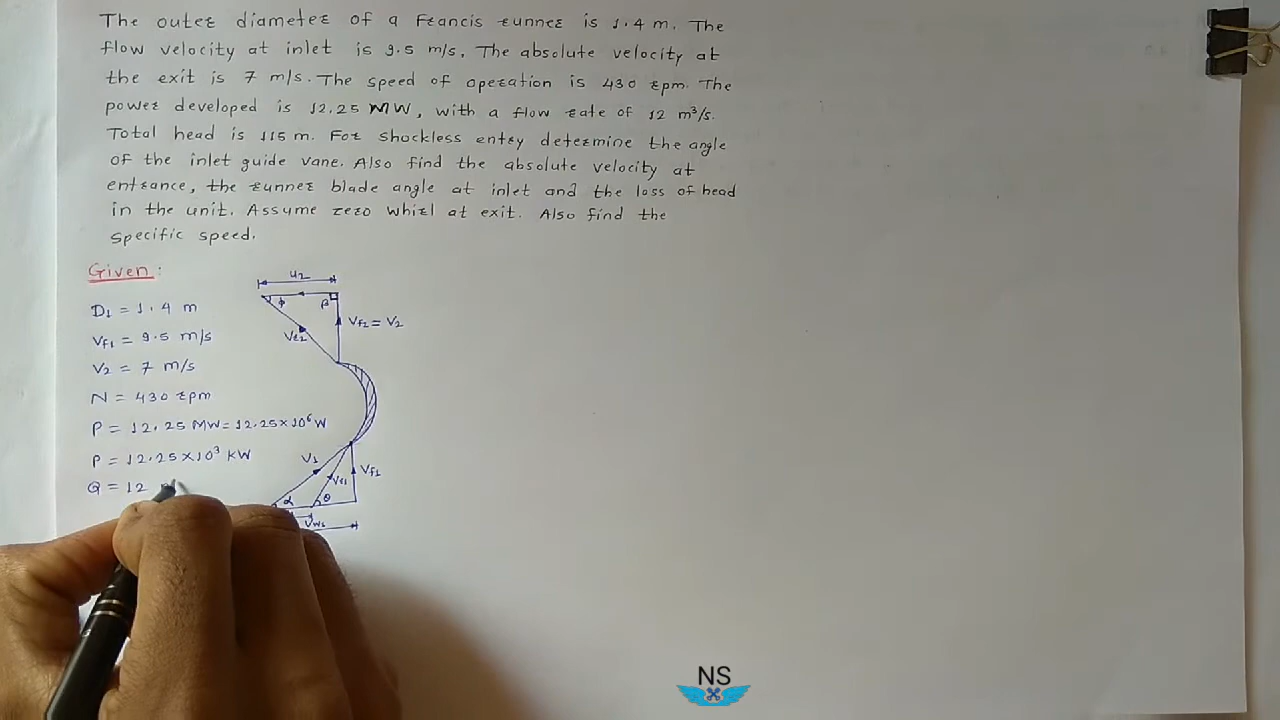 The outer diameter of a Francis runner is 1.4 m. The
flow velocity at inlet is 9.5 m/s. The absolute velocity at
the exit is 7 m/s. The speed of operation is 430 rpm. The
power developed is 12.25 MW, with a flow rate of 12 m³/s.
Total head is 115 m. For shockless entry determine the angle
of the inlet guide vane. Also find the absolute velocity at
entrance, the runner blade angle at inlet and the loss of head
in the unit. Assume zero whirl at exit. Also find the
specific speed.
Given:
D1 = 1.4 m
Vf1 = 9.5 m/s
V2 = 7 m/s
N = 430 rpm
P = 12.25 MW = 12.25×10⁶ W
P = 12.25×10³ KW
Q = 12
u2
ϕ β
Vr2
Vf2 = V2
V1
Vr1
Vf1
α θ
Vw1
NS